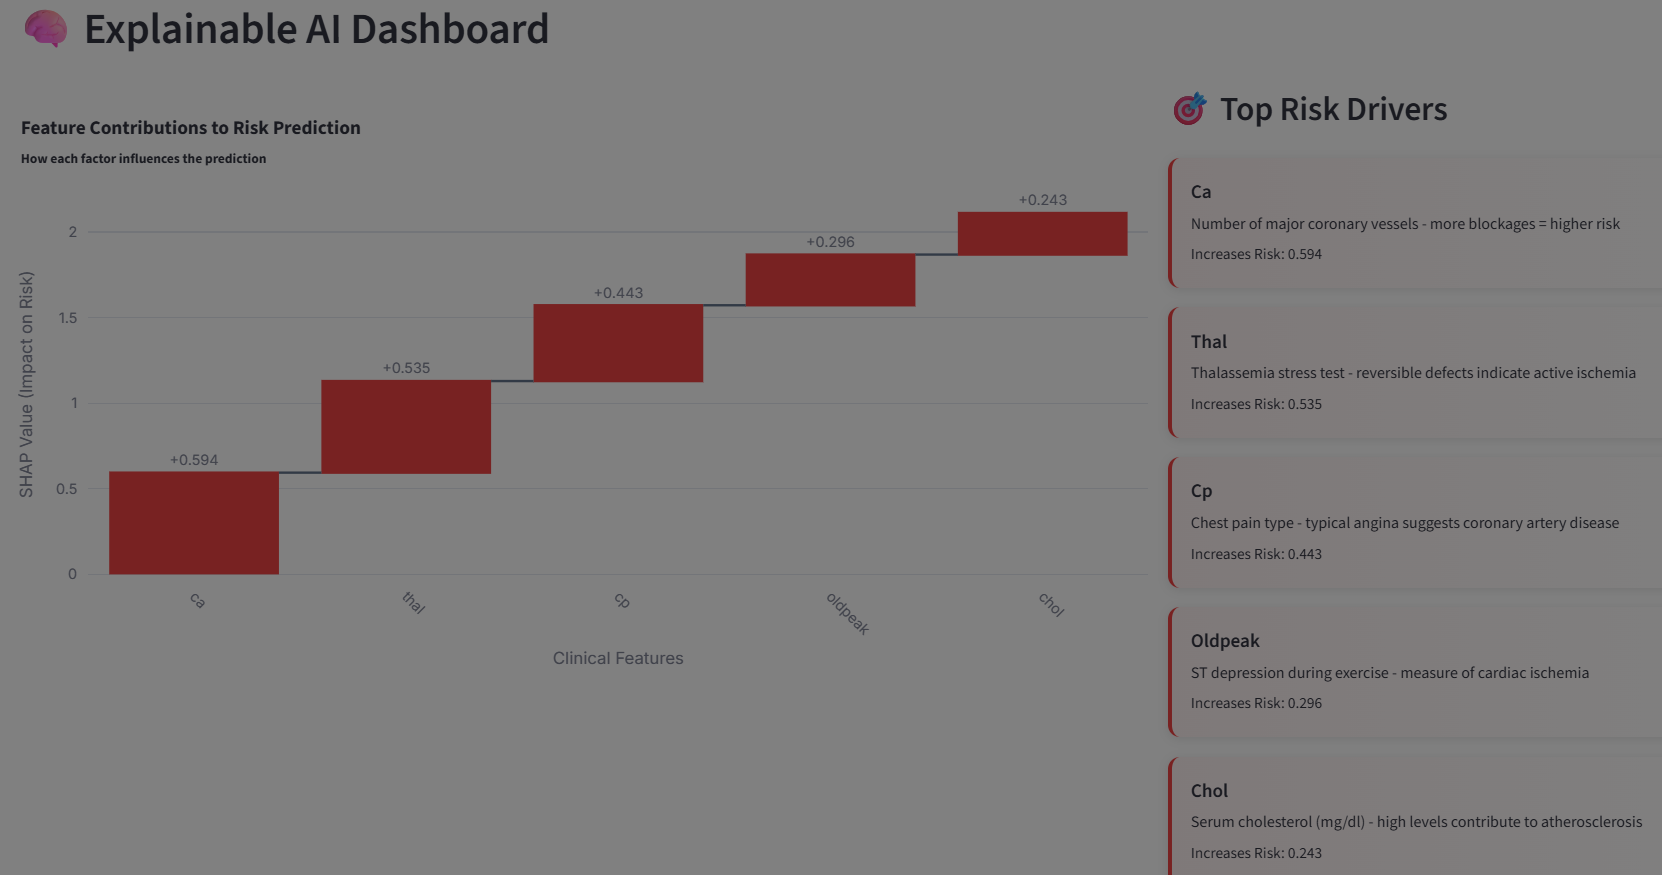 Explainable AI Dashboard
Feature Contributions to Risk Prediction
How each factor influences the prediction
SHAP Value (Impact on Risk)
2
1.5
1
0.5
0
+0.594
+0.535
+0.443
+0.296
+0.243
ca
thal
cp
oldpeak
chol
Clinical Features
Top Risk Drivers
Ca
Number of major coronary vessels - more blockages = higher risk
Increases Risk: 0.594
Thal
Thalassemia stress test - reversible defects indicate active ischemia
Increases Risk: 0.535
Cp
Chest pain type - typical angina suggests coronary artery disease
Increases Risk: 0.443
Oldpeak
ST depression during exercise - measure of cardiac ischemia
Increases Risk: 0.296
Chol
Serum cholesterol (mg/dl) - high levels contribute to atherosclerosis
Increases Risk: 0.243